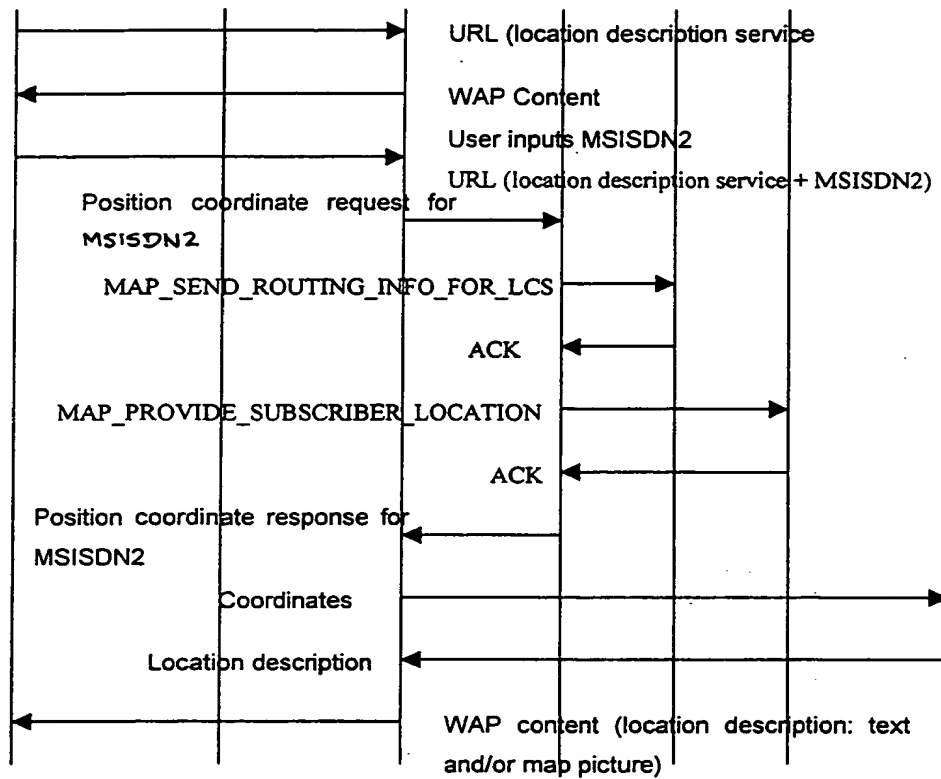 URL (location description service
WAP Content
User inputs MSISDN2
URL (location description service + MSISDN2)
Position coordinate request for
MSISDN2
MAP_SEND_ROUTING_INFO_FOR_LCS
ACK
MAP_PROVIDE_SUBSCRIBER_LOCATION
ACK
Position coordinate response for
MSISDN2
Coordinates
Location description
WAP content (location description: text
and/or map picture)